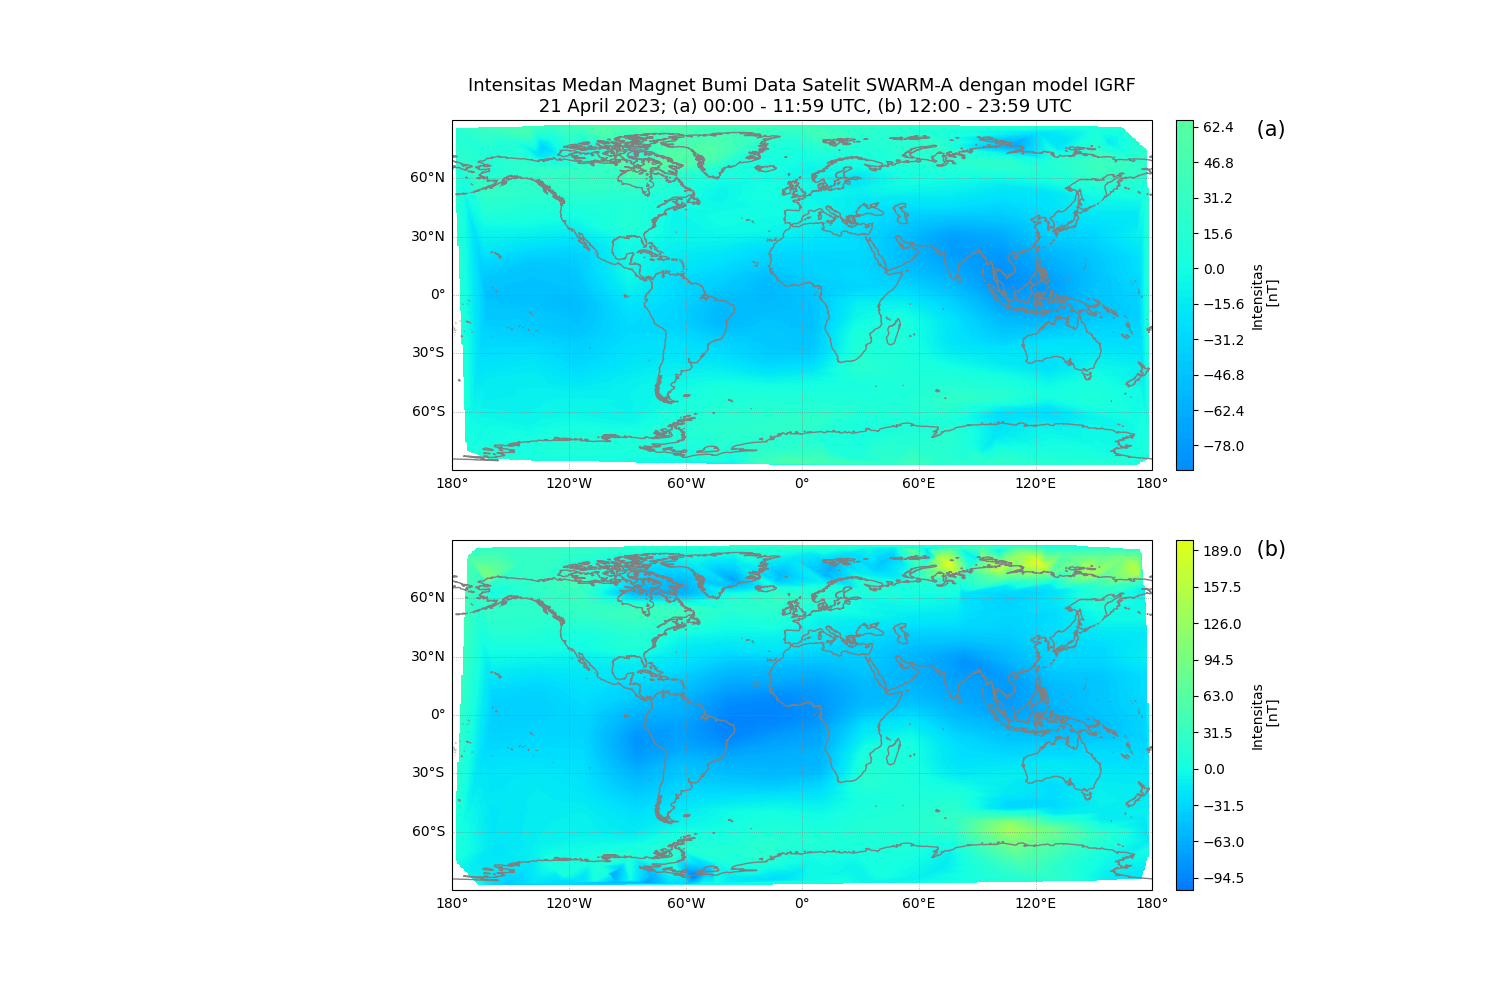 Intensitas Medan Magnet Bumi Data Satelit SWARM-A dengan model IGRF
21 April 2023; (a) 00:00 - 11:59 UTC, (b) 12:00 - 23:59 UTC
(a)
60°N
30°N
0°
30°S
60°S
180°
120°W
60°W
0°
60°E
120°E
180°
62.4
46.8
31.2
15.6
0.0
−15.6
−31.2
−46.8
−62.4
−78.0
Intensitas
[nT]
(b)
60°N
30°N
0°
30°S
60°S
180°
120°W
60°W
0°
60°E
120°E
180°
189.0
157.5
126.0
94.5
63.0
31.5
0.0
−31.5
−63.0
−94.5
Intensitas
[nT]